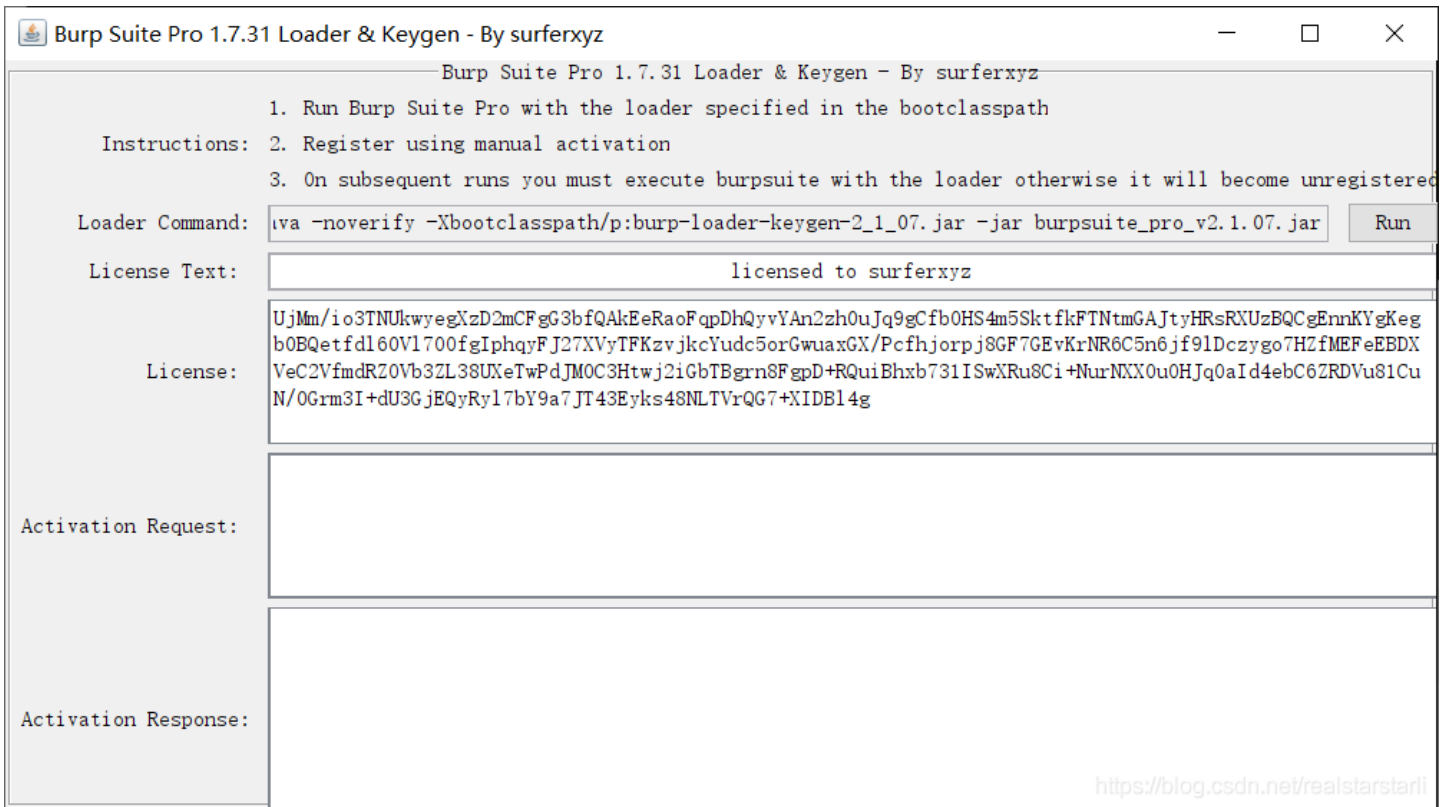 Burp Suite Pro 1.7.31 Loader & Keygen - By surferxyz
Burp Suite Pro 1.7.31 Loader & Keygen - By surferxyz
Instructions:
1. Run Burp Suite Pro with the loader specified in the bootclasspath
2. Register using manual activation
3. On subsequent runs you must execute burpsuite with the loader otherwise it will become unregistered
Loader Command: va -noverify -Xbootclasspath/p:burp-loader-keygen-2_1_07.jar -jar burpsuite_pro_v2.1.07.jar Run
License Text: licensed to surferxyz
License:
Activation Request:
Activation Response:
https://blog.csdn.net/realstarstarli